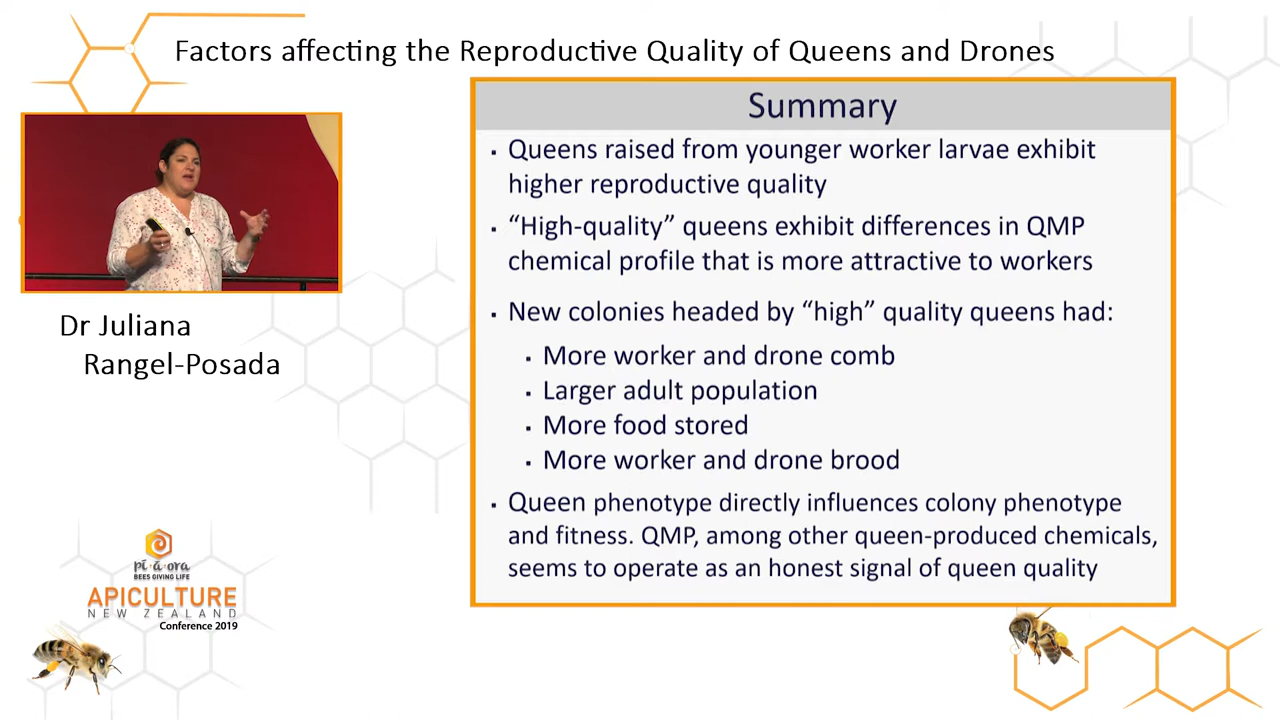 Factors affecting the Reproductive Quality of Queens and Drones
Dr Juliana
Rangel-Posada
Summary
▪ Queens raised from younger worker larvae exhibit
higher reproductive quality
▪ “High-quality” queens exhibit differences in QMP
chemical profile that is more attractive to workers
▪ New colonies headed by “high” quality queens had:
▪ More worker and drone comb
▪ Larger adult population
▪ More food stored
▪ More worker and drone brood
▪ Queen phenotype directly influences colony phenotype
and fitness. QMP, among other queen-produced chemicals,
seems to operate as an honest signal of queen quality
pī-ā-ora
BEES GIVING LIFE
APICULTURE
NEW ZEALAND
Conference 2019